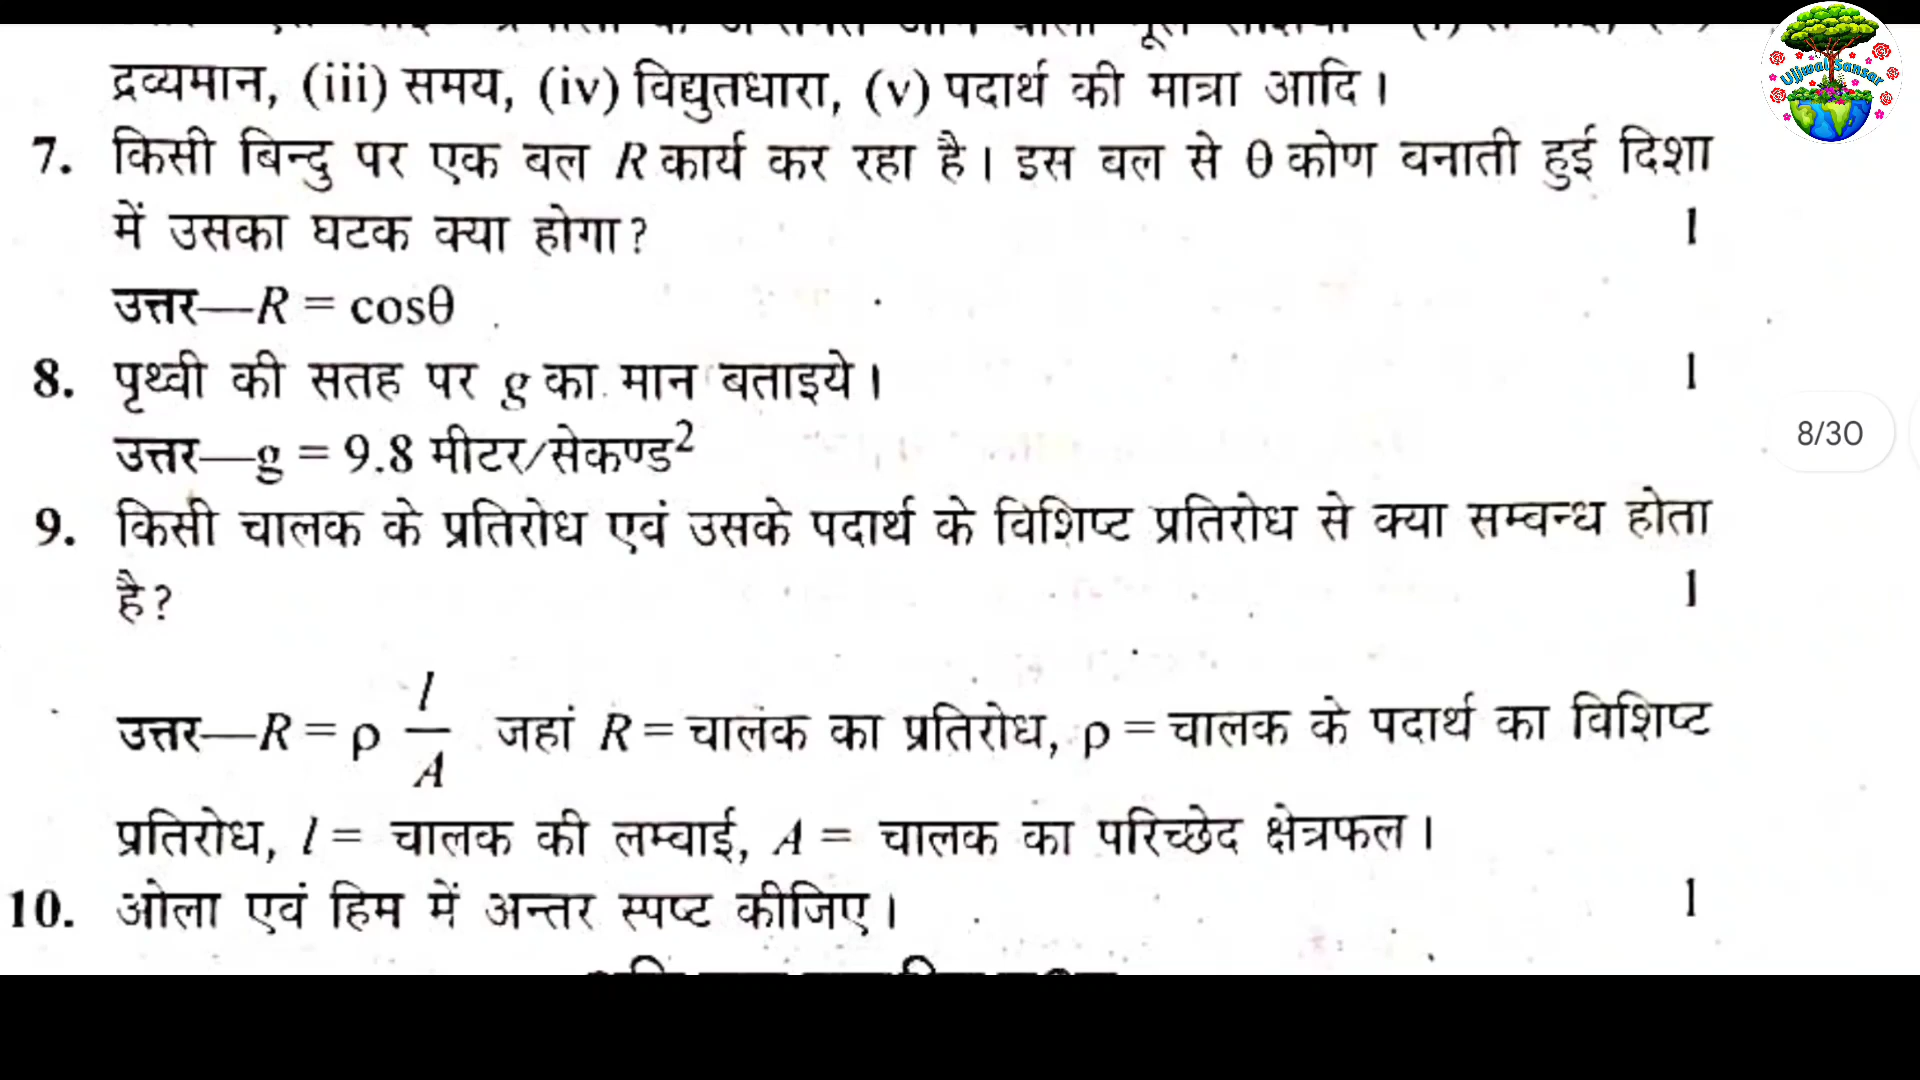 द्रव्यमान, (iii) समय, (iv) विद्युतधारा, (v) पदार्थ की मात्रा आदि।
7. किसी बिन्दु पर एक बल R कार्य कर रहा है। इस बल से θ कोण बनाती हुई दिशा
में उसका घटक क्या होगा? 1
उत्तर—R = cosθ
8. पृथ्वी की सतह पर g का मान बताइये। 1
उत्तर—g = 9.8 मीटर/सेकण्ड²
9. किसी चालक के प्रतिरोध एवं उसके पदार्थ के विशिष्ट प्रतिरोध से क्या सम्बन्ध होता
है? 1
उत्तर—R = ρ l/A जहां R = चालक का प्रतिरोध, ρ = चालक के पदार्थ का विशिष्ट
प्रतिरोध, l = चालक की लम्बाई, A = चालक का परिच्छेद क्षेत्रफल।
10. ओला एवं हिम में अन्तर स्पष्ट कीजिए। 1
Ujjwal Sansar
8/30